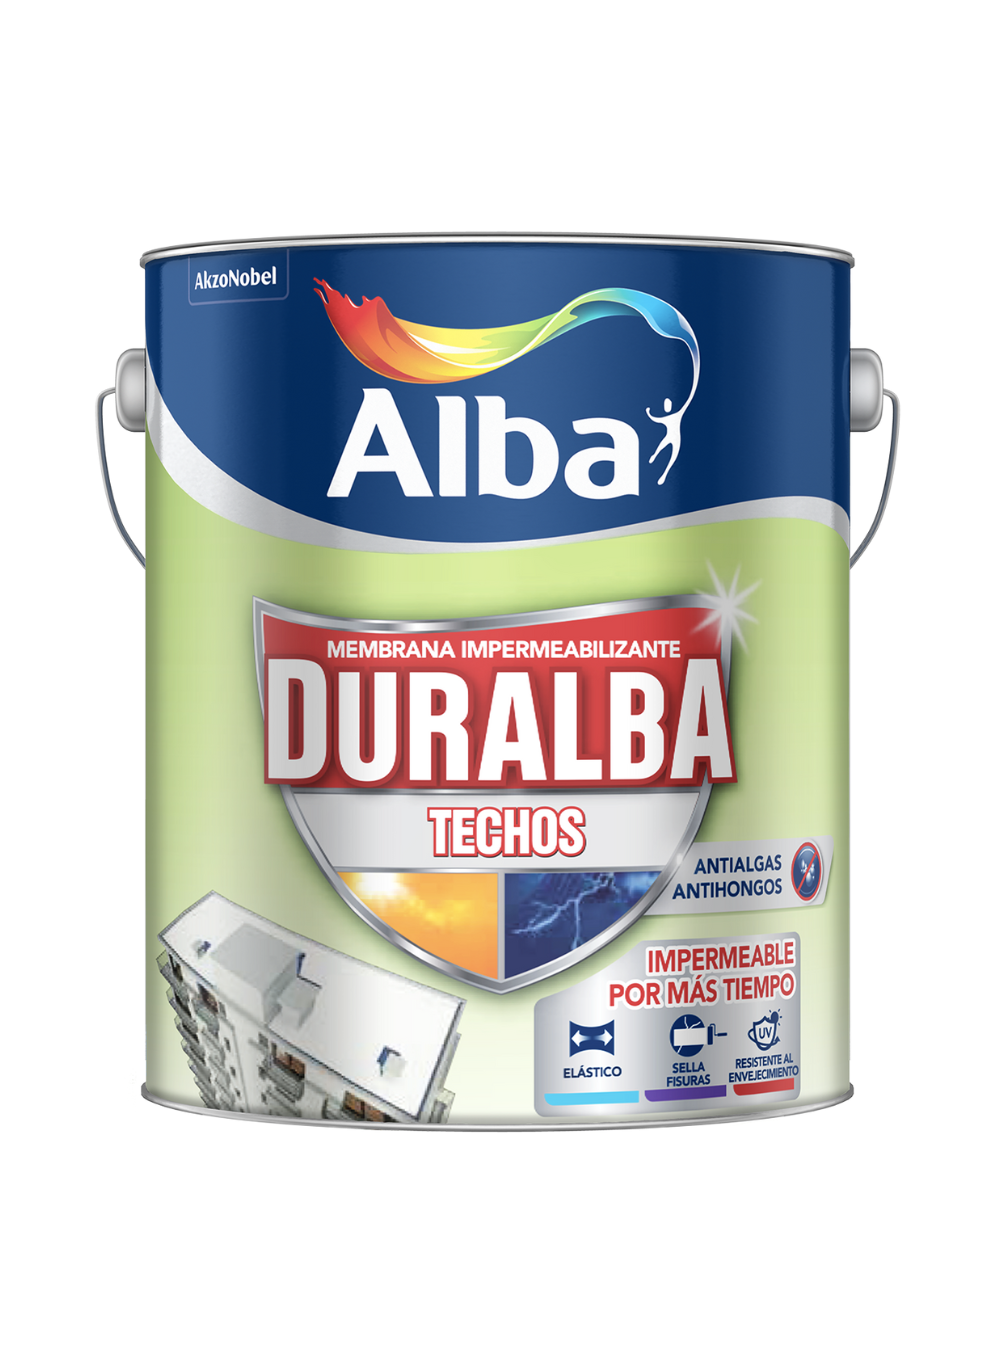 AkzoNobel
Alba
MEMBRANA IMPERMEABILIZANTE
DURALBA
TECHOS
ANTIALGAS
ANTIHONGOS
IMPERMEABLE
POR MÁS TIEMPO
ELÁSTICO
SELLA
FISURAS
UV
RESISTENTE AL
ENVEJECIMIENTO